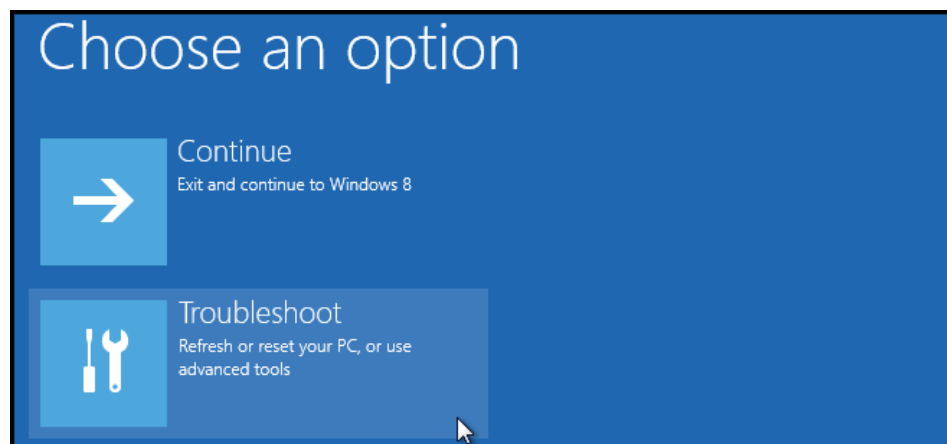 Choose an option
Continue
Exit and continue to Windows 8
Troubleshoot
Refresh or reset your PC, or use
advanced tools